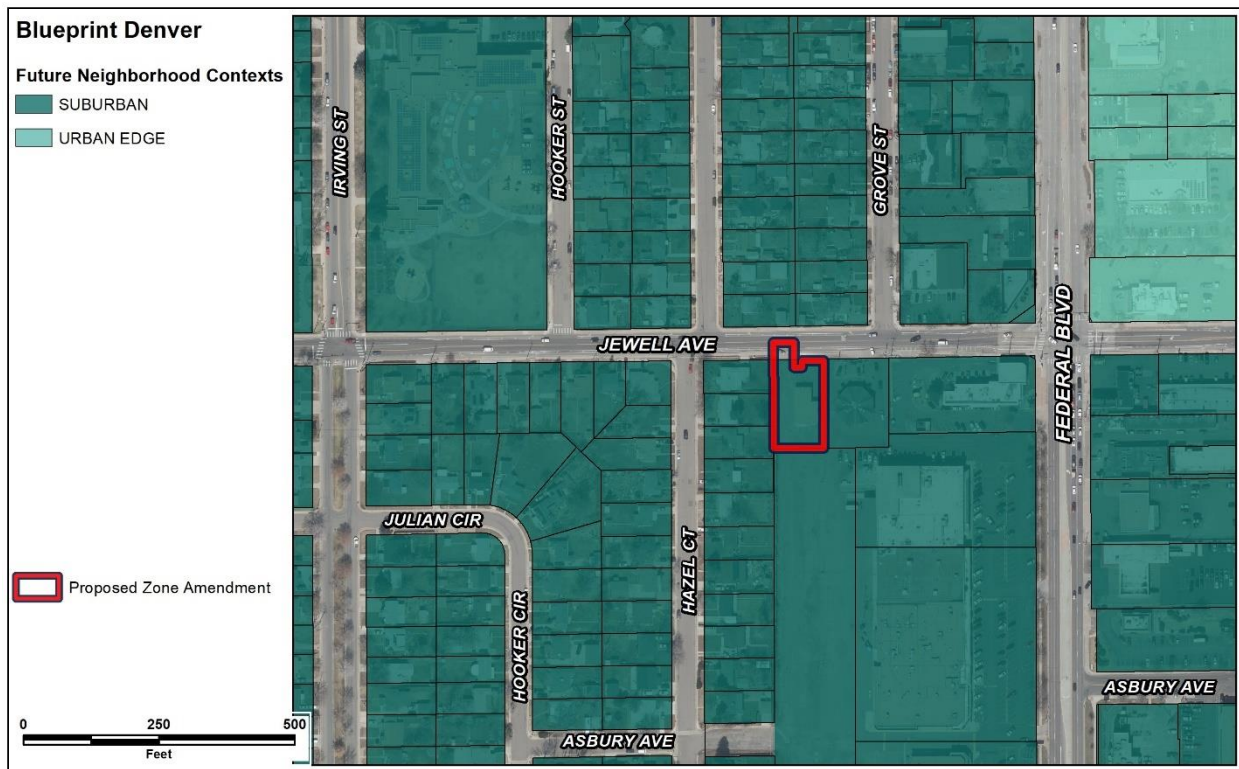 Blueprint Denver
Future Neighborhood Contexts
SUBURBAN
URBAN EDGE
IRVING ST
HOOKER ST
GROVE ST
FEDERAL BLVD
JEWELL AVE
JULIAN CIR
HAZEL CT
HOOKER CIR
ASBURY AVE
ASBURY AVE
Proposed Zone Amendment
0 250 500
Feet